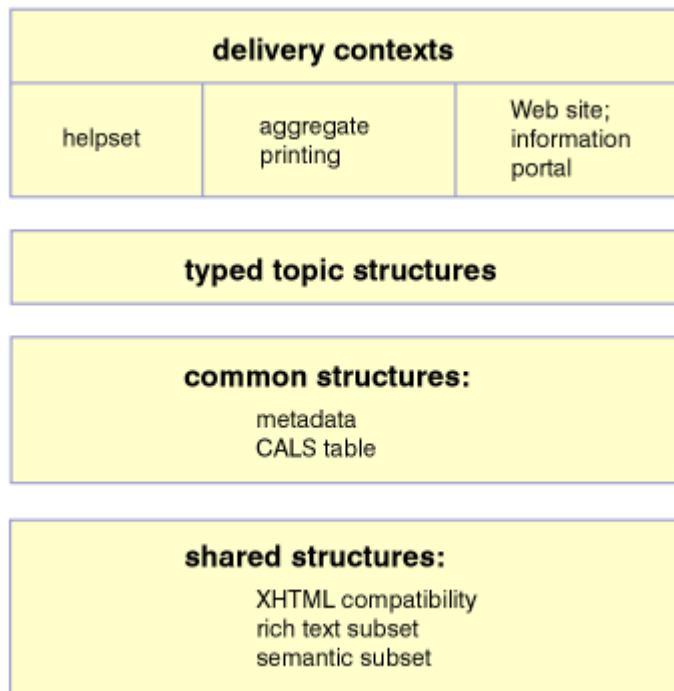 delivery contexts
helpset
aggregate
printing
Web site;
information
portal
typed topic structures
common structures:
metadata
CALS table
shared structures:
XHTML compatibility
rich text subset
semantic subset